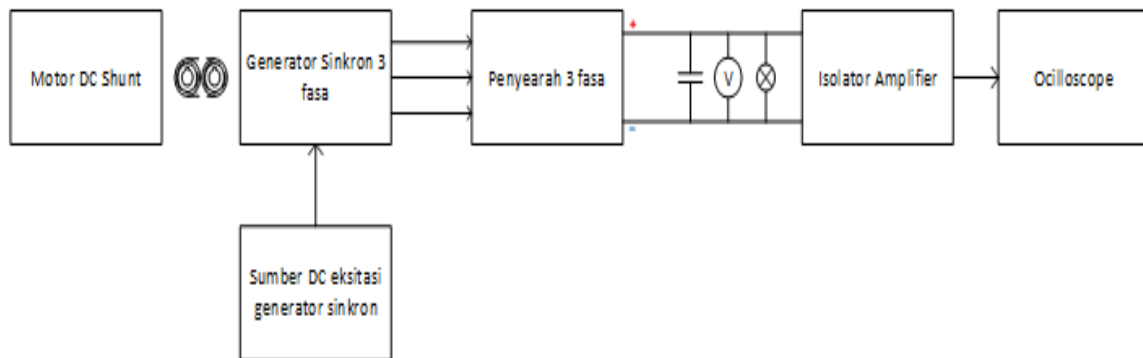 Motor DC Shunt
Generator Sinkron 3
fasa
Penyearah 3 fasa
+
V
-
Isolator Amplifier
Ocilloscope
Sumber DC eksitasi
generator sinkron